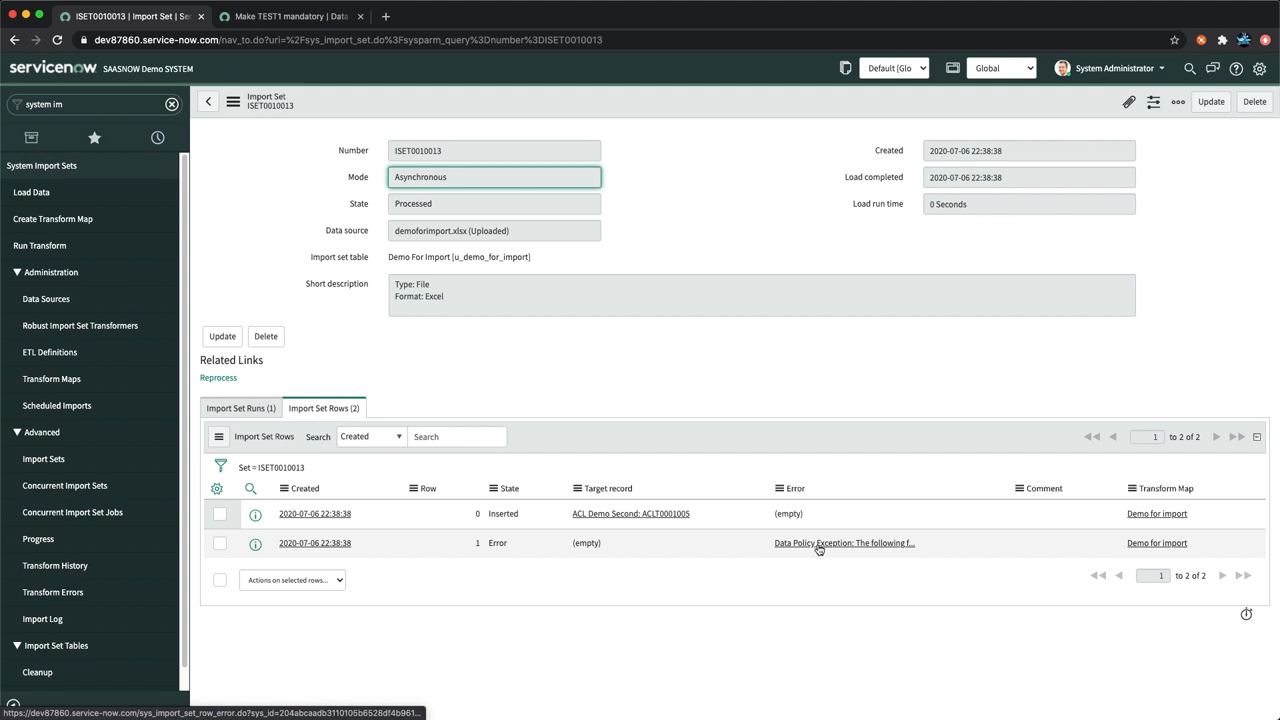 ISET0010013 | Import Set | Ser
Make TEST1 mandatory | Data
dev87860.service-now.com/nav_to.do?uri=%2Fsys_import_set.do%3Fsysparm_query%3Dnumber%3DISET0010013
servicenow SAASNOW Demo SYSTEM
Default [Glo
Global
System Administrator
system im
Import Set
ISET0010013
Update
Delete
System Import Sets
Load Data
Create Transform Map
Run Transform
Administration
Data Sources
Robust Import Set Transformers
ETL Definitions
Transform Maps
Scheduled Imports
Advanced
Import Sets
Concurrent Import Sets
Concurrent Import Set Jobs
Progress
Transform History
Transform Errors
Import Log
Import Set Tables
Cleanup
Number ISET0010013
Created 2020-07-06 22:38:38
Mode Asynchronous
Load completed 2020-07-06 22:38:38
State Processed
Load run time 0 Seconds
Data source demoforimport.xlsx (Uploaded)
Import set table Demo For Import [u_demo_for_import]
Short description Type: File
Format: Excel
Update Delete
Related Links
Reprocess
Import Set Runs (1) Import Set Rows (2)
Import Set Rows Search Created Search 1 to 2 of 2
Set = ISET0010013
Created Row State Target record Error Comment Transform Map
2020-07-06 22:38:38 0 Inserted ACL Demo Second: ACLT0001005 (empty) Demo for import
2020-07-06 22:38:38 1 Error (empty) Data Policy Exception: The following f... Demo for import
Actions on selected rows... 1 to 2 of 2
https://dev87860.service-now.com/sys_import_set_row_error.do?sys_id=204abcaadb3110105b6528df4b961...